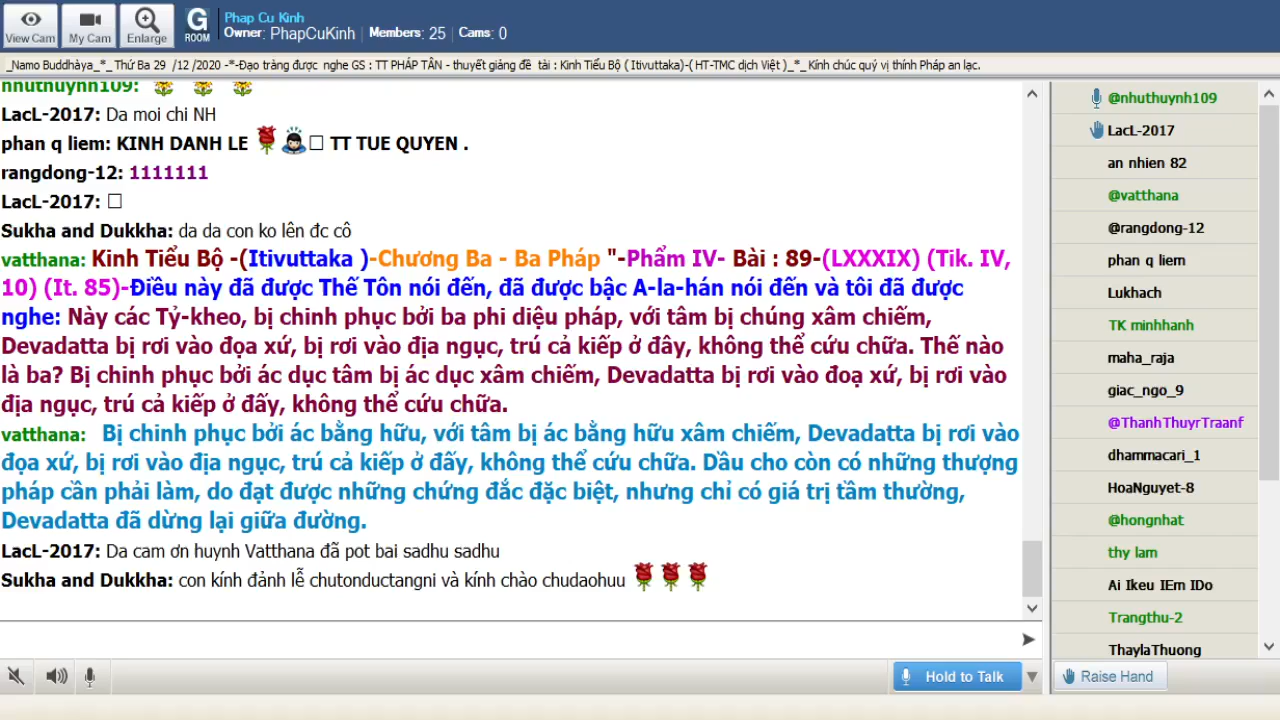 View Cam
My Cam
Enlarge
G
ROOM
Phap Cu Kinh
Owner: PhapCuKinh | Members: 25 | Cams: 0
_Namo Buddhàya_*_ Thứ Ba 29 /12 /2020 -*-Đạo tràng được nghe GS : TT PHÁP TÂN - thuyết giảng đề tài : Kinh Tiểu Bộ ( Itivuttaka)-( HT-TMC dịch Việt )_*_ Kính chúc quý vị thính Pháp an lạc.
nhuthuynh109:
LacL-2017: Da moi chi NH
phan q liem: KINH DANH LE TT TUE QUYEN .
rangdong-12: 1111111
LacL-2017:
Sukha and Dukkha: da da con ko lên đc cô
vatthana: Kinh Tiểu Bộ -(Itivuttaka )-Chương Ba - Ba Pháp "-Phẩm IV- Bài : 89-(LXXXIX) (Tik. IV,
10) (It. 85)-Điều này đã được Thế Tôn nói đến, đã được bậc A-la-hán nói đến và tôi đã được
nghe: Này các Tỷ-kheo, bị chinh phục bởi ba phi diệu pháp, với tâm bị chúng xâm chiếm,
Devadatta bị rơi vào đọa xứ, bị rơi vào địa ngục, trú cả kiếp ở đây, không thể cứu chữa. Thế nào
là ba? Bị chinh phục bởi ác dục tâm bị ác dục xâm chiếm, Devadatta bị rơi vào đoạ xứ, bị rơi vào
địa ngục, trú cả kiếp ở đấy, không thể cứu chữa.
vatthana: Bị chinh phục bởi ác bằng hữu, với tâm bị ác bằng hữu xâm chiếm, Devadatta bị rơi vào
đọa xứ, bị rơi vào địa ngục, trú cả kiếp ở đấy, không thể cứu chữa. Dầu cho còn có những thượng
pháp cần phải làm, do đạt được những chứng đắc đặc biệt, nhưng chỉ có giá trị tầm thường,
Devadatta đã dừng lại giữa đường.
LacL-2017: Da cam ơn huynh Vatthana đã pot bai sadhu sadhu
Sukha and Dukkha: con kính đảnh lễ chutonductangni và kính chào chudaohuu
Hold to Talk
@nhuthuynh109
LacL-2017
an nhien 82
@vatthana
@rangdong-12
phan q liem
Lukhach
TK minhhanh
maha_raja
giac_ngo_9
@ThanhThuyrTraanf
dhammacari_1
HoaNguyet-8
@hongnhat
thy lam
Ai Ikeu IEm IDo
Trangthu-2
ThaylaThuong
Raise Hand